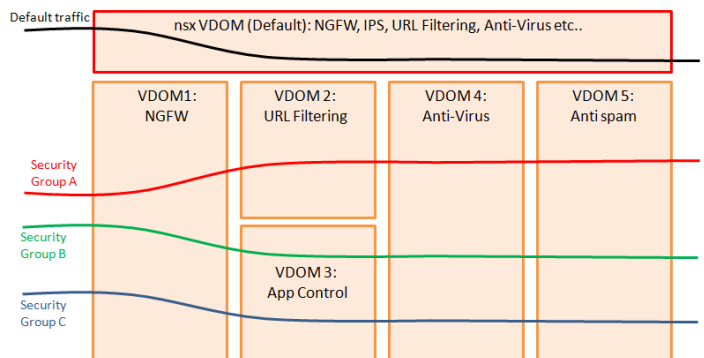 Default traffic
nsx VDOM (Default): NGFW, IPS, URL Filtering, Anti-Virus etc..
VDOM1:
NGFW
VDOM 2:
URL Filtering
VDOM 4:
Anti-Virus
VDOM 5:
Anti spam
Security
Group A
Security
Group B
VDOM 3:
App Control
Security
Group C